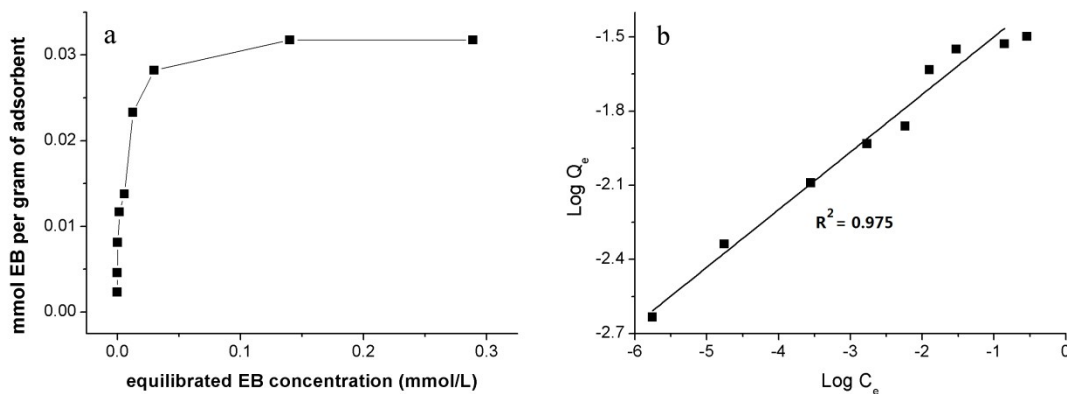 a
mmol EB per gram of adsorbent
0.03
0.02
0.01
0.00
0.0
0.1
0.2
0.3
equilibrated EB concentration (mmol/L)
b
Log Qₑ
-1.5
-1.8
-2.1
-2.4
-2.7
R² = 0.975
-6
-5
-4
-3
-2
-1
0
Log Cₑ